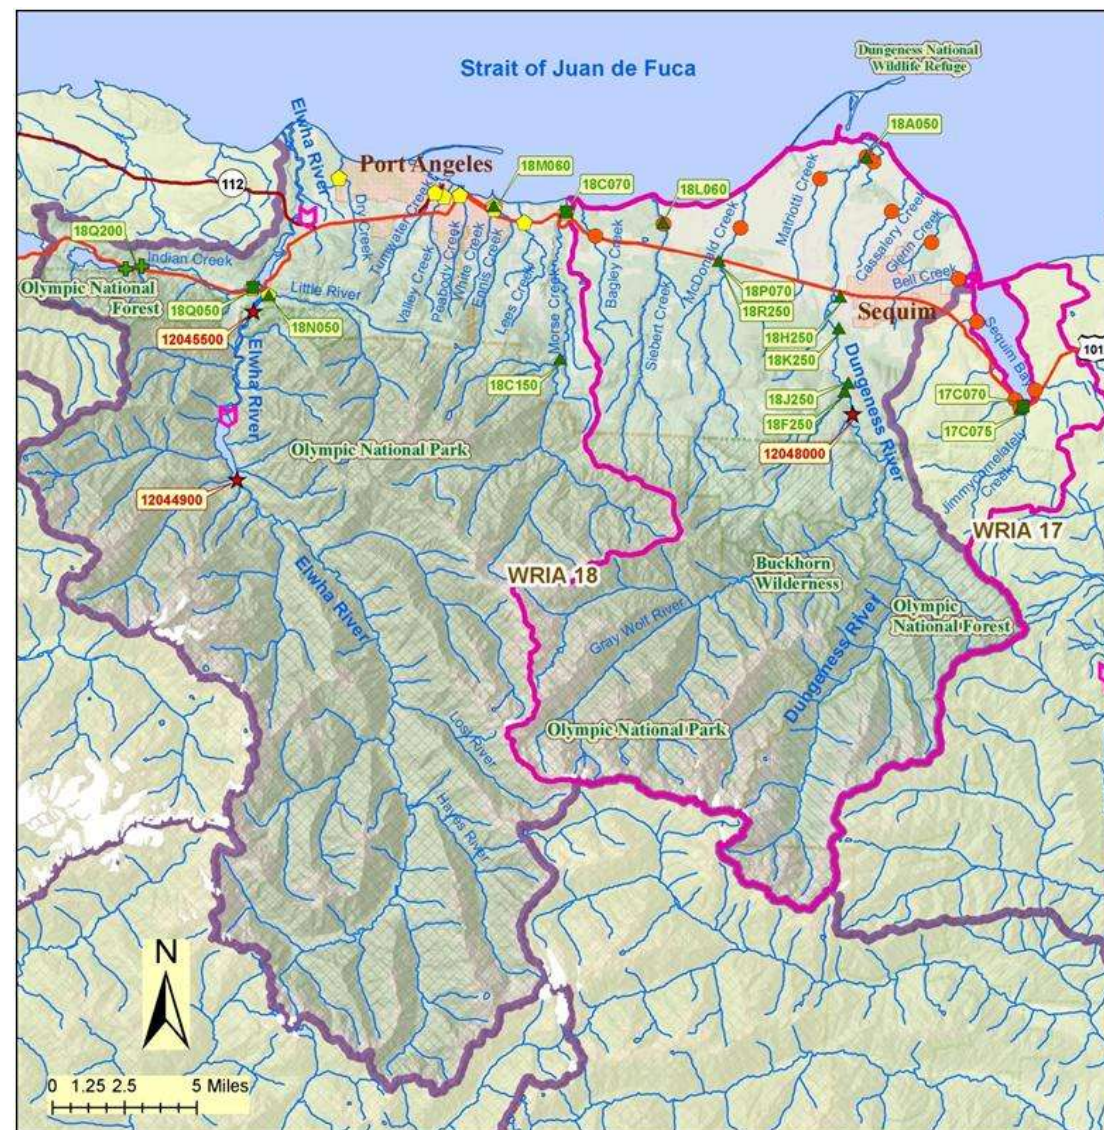 Dungeness National
Wildlife Refuge
Strait of Juan de Fuca
Elwha River
Port Angeles
18A050
112
18M060
18C070
18L060
Dry Creek
Tumwater Creek
Valley Creek
Peabody Creek
White Creek
Ennis Creek
Lees Creek
Morse Creek
Bagley Creek
Siebert Creek
McDonald Creek
Matriotti Creek
Cassalery Creek
Gierin Creek
Bell Creek
18Q200
Indian Creek
Olympic National
Forest
18Q050
Little River
18N050
12045500
Elwha River
18P070
18R250
Sequim
18H250
18K250
Sequim Bay
101
18C150
18J250
18F250
Dungeness River
12048000
17C070
17C075
Jimmycomelately
Creek
Olympic National Park
12044900
WRIA 17
WRIA 18
Elwha River
Buckhorn
Wilderness
Gray Wolf River
Dungeness River
Olympic
National Forest
Lost River
Olympic National Park
Hayes River
N
0 1.25 2.5 5 Miles